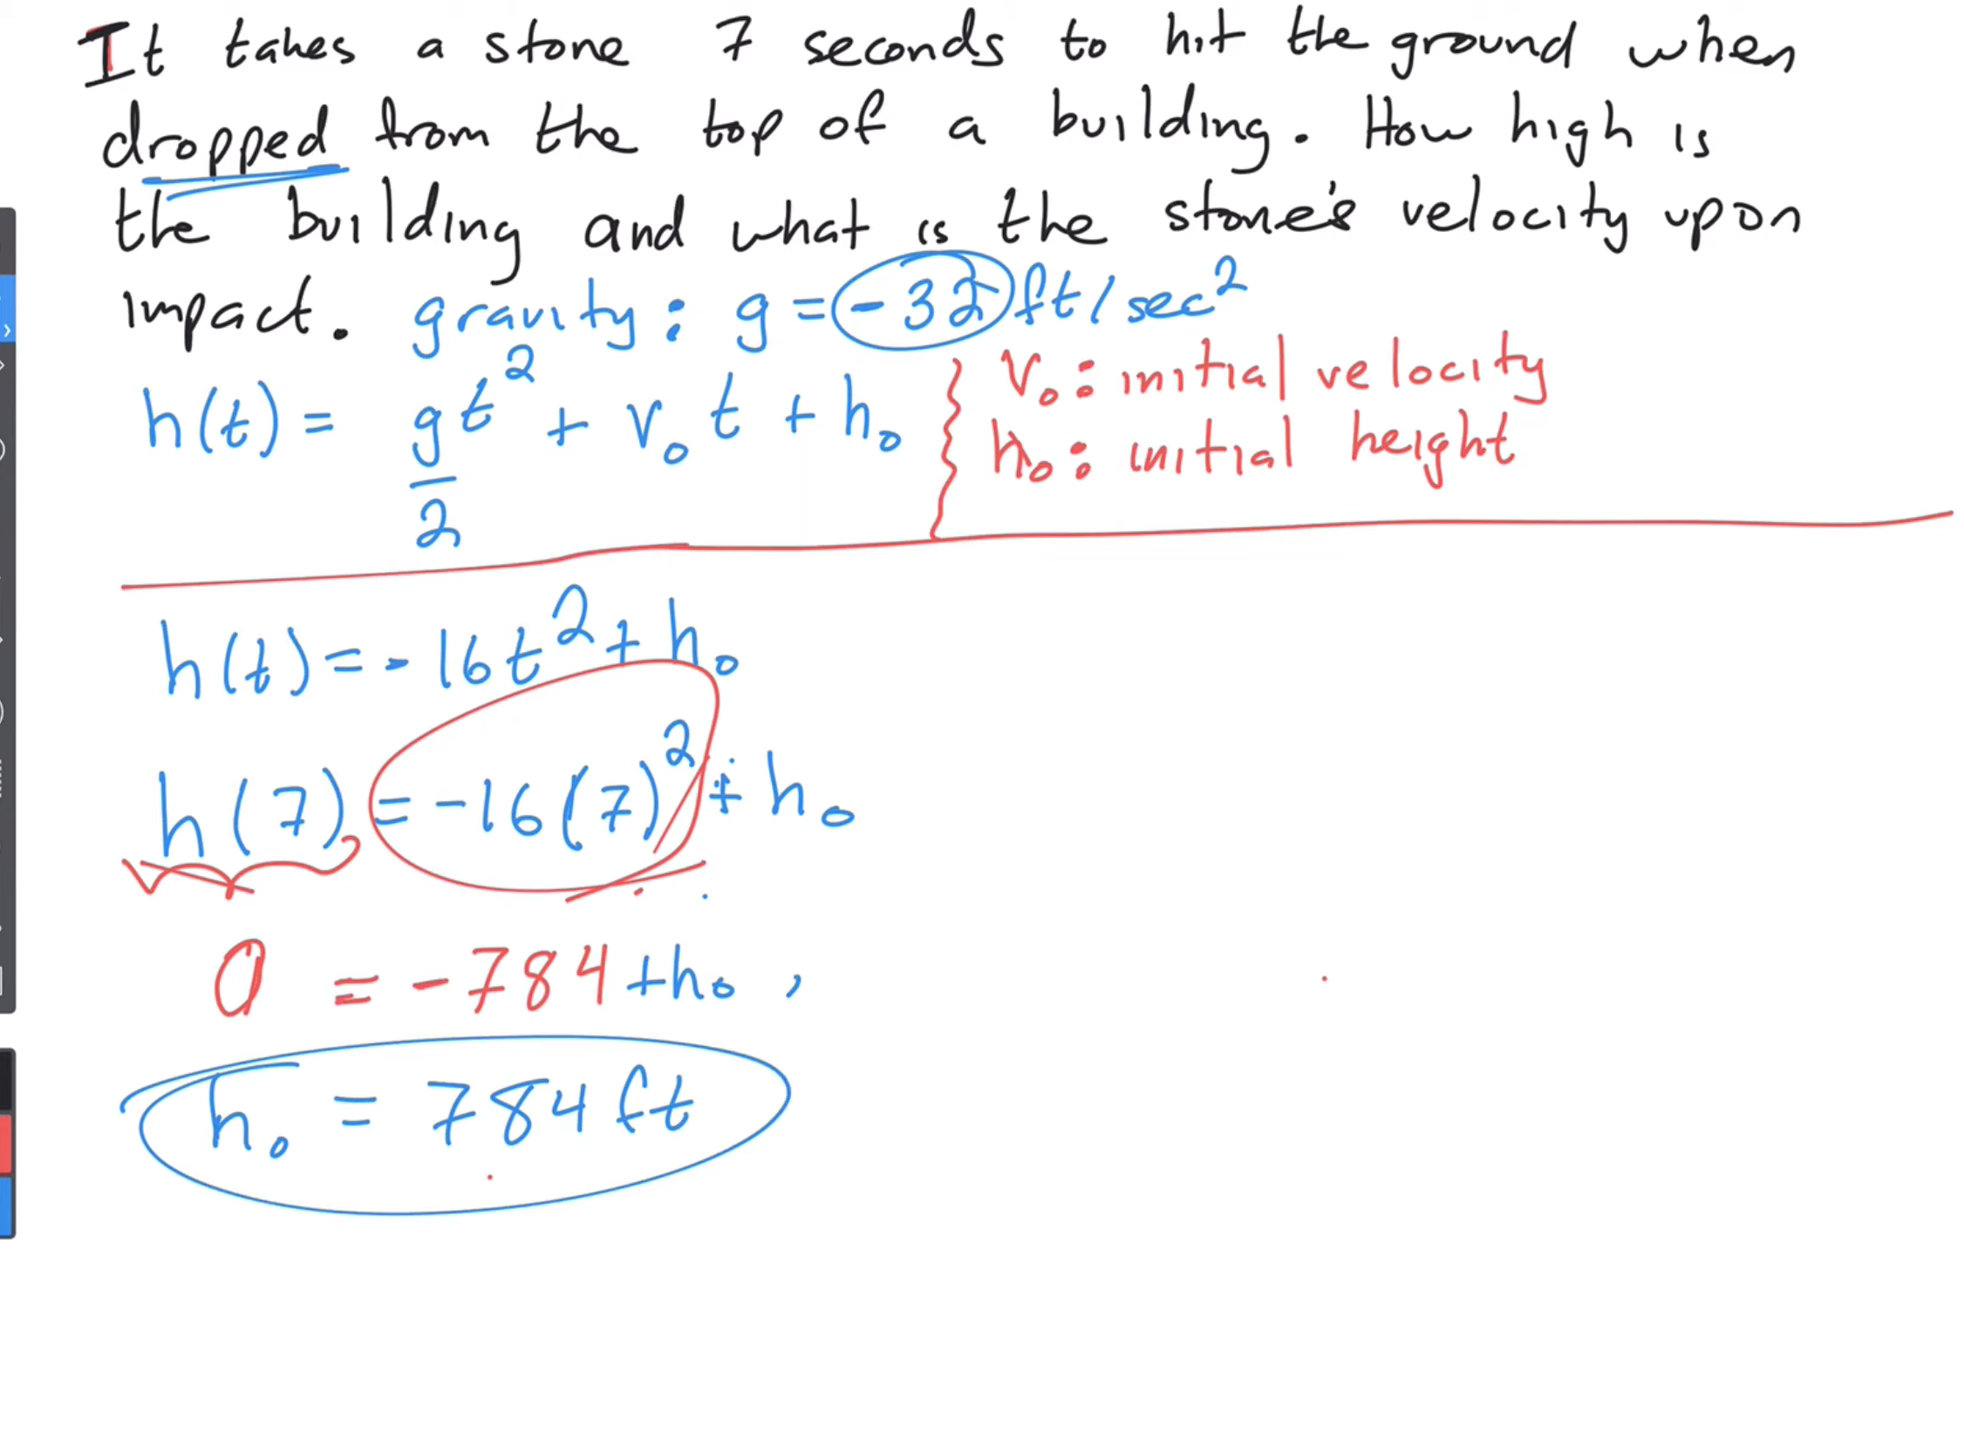 It takes a stone 7 seconds to hit the ground when
dropped from the top of a building. How high is
the building and what is the stone's velocity upon
impact. gravity: g = -32 ft/sec²
h(t) = g/2 t² + v₀t + h₀
v₀: initial velocity
h₀: initial height
h(t) = -16t² + h₀
h(7) = -16(7)² + h₀
0 = -784 + h₀,
h₀ = 784 ft